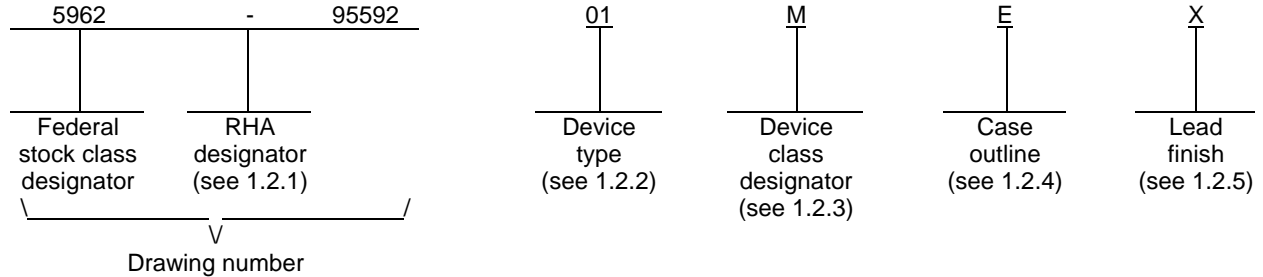 5962 - 95592 01 M E X
Federal stock class designator
RHA designator (see 1.2.1)
Device type (see 1.2.2)
Device class designator (see 1.2.3)
Case outline (see 1.2.4)
Lead finish (see 1.2.5)
\ /
\/
Drawing number